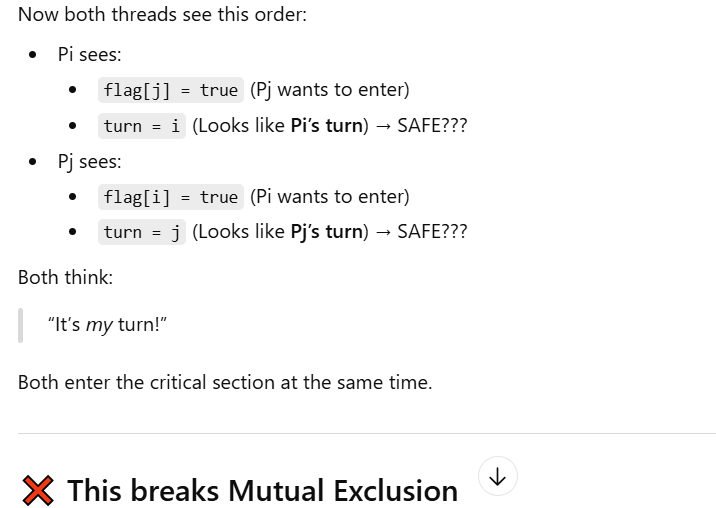 Now both threads see this order:
• Pi sees:
• flag[j] = true (Pj wants to enter)
• turn = i (Looks like Pi’s turn) → SAFE???
• Pj sees:
• flag[i] = true (Pi wants to enter)
• turn = j (Looks like Pj’s turn) → SAFE???
Both think:
“It’s my turn!”
Both enter the critical section at the same time.
❌ This breaks Mutual Exclusion